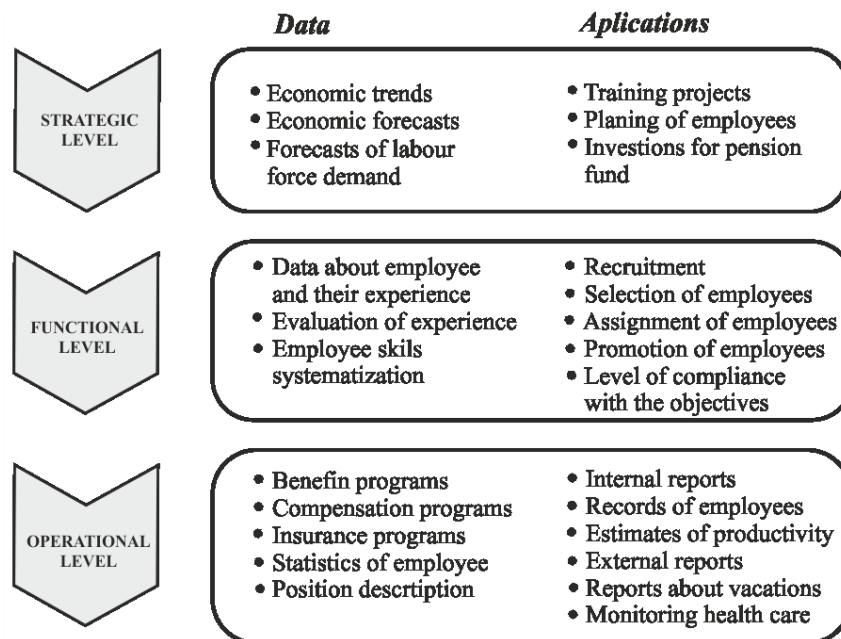 Data Aplications
STRATEGIC
LEVEL
• Economic trends
• Economic forecasts
• Forecasts of labour
force demand
• Training projects
• Planing of employees
• Investions for pension
fund
FUNCTIONAL
LEVEL
• Data about employee
and their experience
• Evaluation of experience
• Employee skils
systematization
• Recruitment
• Selection of employees
• Assignment of employees
• Promotion of employees
• Level of compliance
with the objectives
OPERATIONAL
LEVEL
• Benefin programs
• Compensation programs
• Insurance programs
• Statistics of employee
• Position descrtiption
• Internal reports
• Records of employees
• Estimates of productivity
• External reports
• Reports about vacations
• Monitoring health care